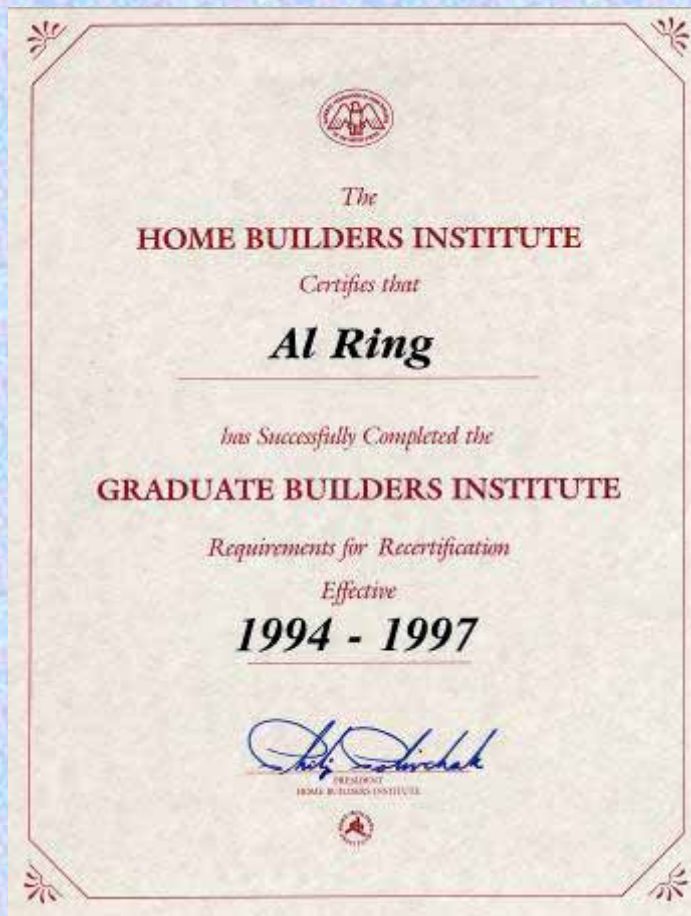 The
HOME BUILDERS INSTITUTE
Certifies that
Al Ring
has Successfully Completed the
GRADUATE BUILDERS INSTITUTE
Requirements for Recertification
Effective
1994 - 1997
PRESIDENT
HOME BUILDERS INSTITUTE